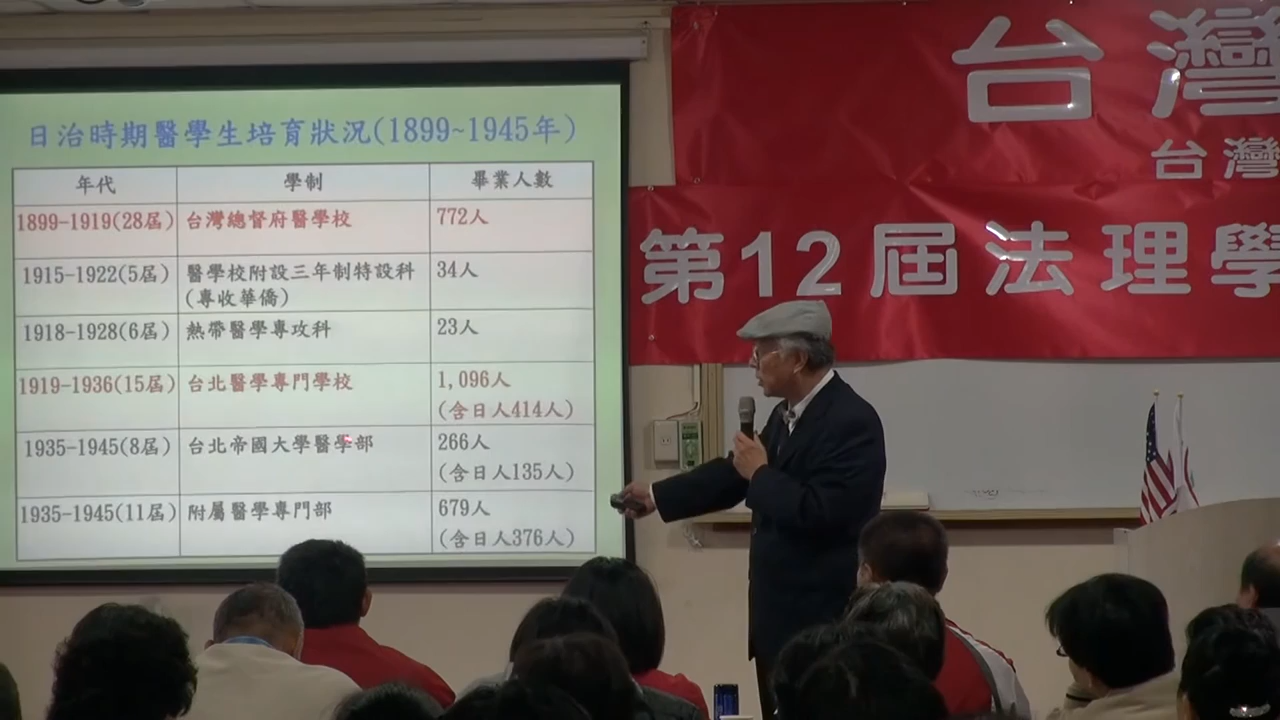 日治時期醫學生培育狀況(1899~1945年)
年代 學制 畢業人數
1899-1919(28屆) 台灣總督府醫學校 772人
1915-1922(5屆) 醫學校附設三年制特設科 34人
(專收華僑)
1918-1928(6屆) 熱帶醫學專攻科 23人
1919-1936(15屆) 台北醫學專門學校 1,096人
(含日人414人)
1935-1945(8屆) 台北帝國大學醫學部 266人
(含日人135人)
1935-1945(11屆) 附屬醫學專門部 679人
(含日人376人)
台灣
台灣
第12屆法理學